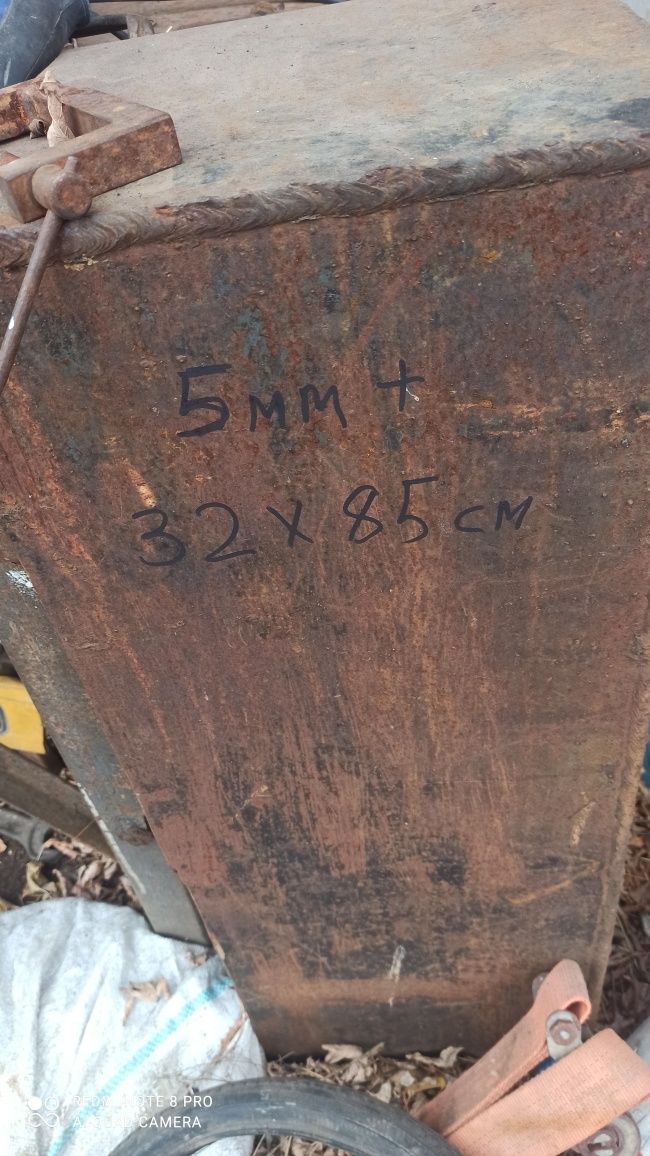 5мм +
32 х 85 см
REDMI NOTE 8 PRO
AI QUAD CAMERA